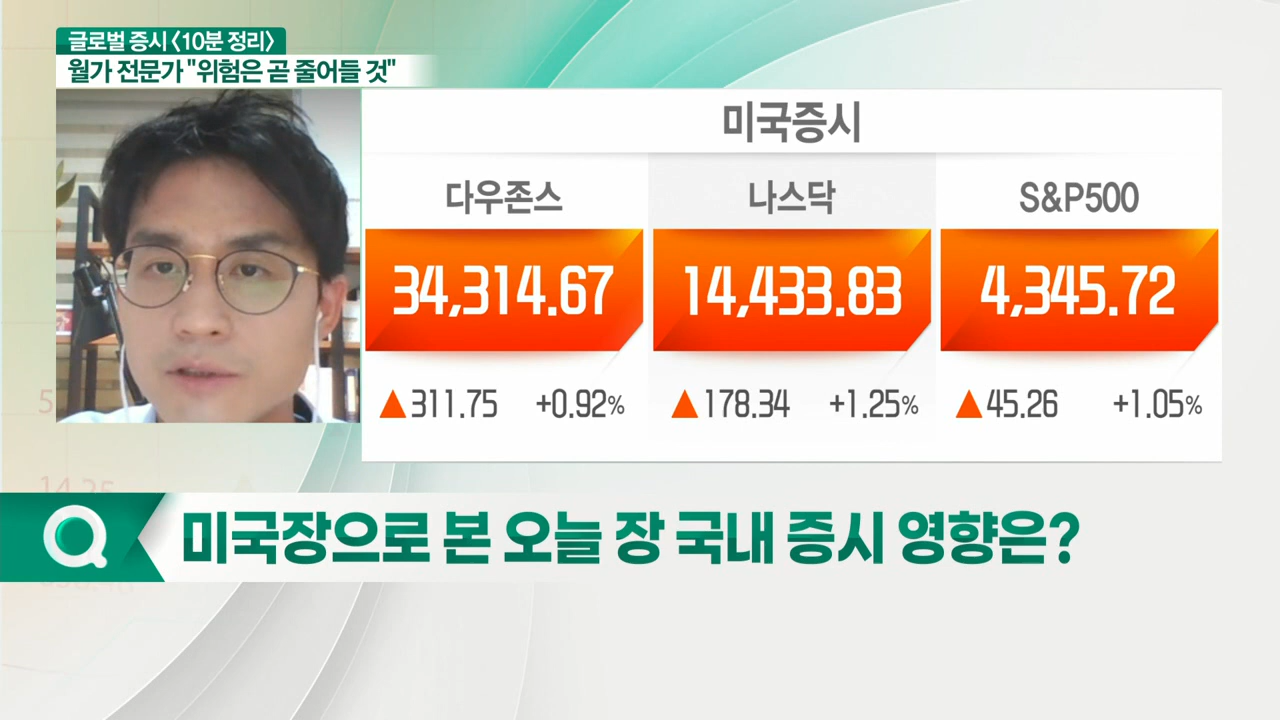 글로벌 증시 <10분 정리>
월가 전문가 "위험은 곧 줄어들 것"
미국증시
다우존스 나스닥 S&P500
34,314.67 14,433.83 4,345.72
▲311.75 +0.92% ▲178.34 +1.25% ▲45.26 +1.05%
Q 미국장으로 본 오늘 장 국내 증시 영향은?